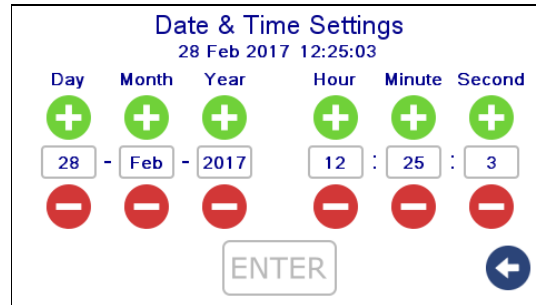 Date & Time Settings
28 Feb 2017 12:25:03
Day Month Year Hour Minute Second
28 - Feb - 2017 12 : 25 : 3
ENTER